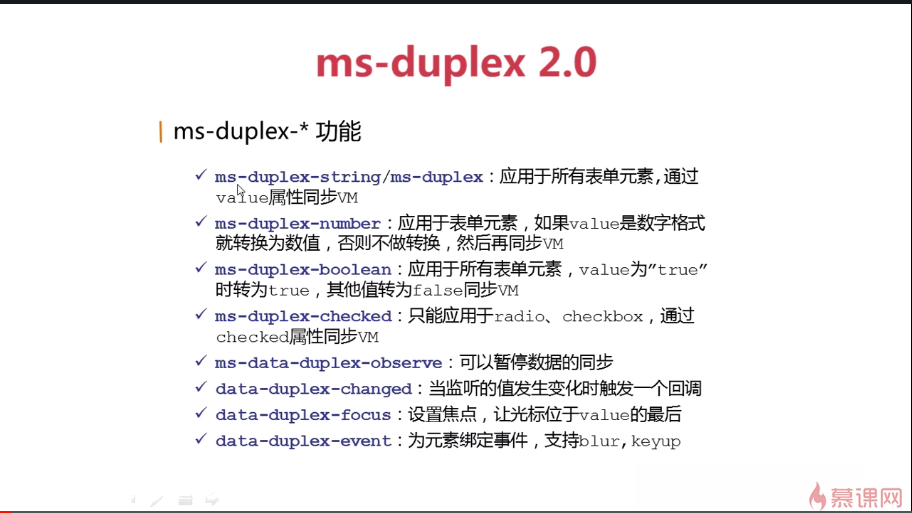 ms-duplex 2.0
ms-duplex-* 功能
ms-duplex-string/ms-duplex：应用于所有表单元素,通过
value属性同步VM
ms-duplex-number：应用于表单元素，如果value是数字格式
就转换为数值，否则不做转换，然后再同步VM
ms-duplex-boolean：应用于所有表单元素，value为”true”
时转为true，其他值转为false同步VM
ms-duplex-checked：只能应用于radio、checkbox，通过
checked属性同步VM
ms-data-duplex-observe：可以暂停数据的同步
data-duplex-changed：当监听的值发生变化时触发一个回调
data-duplex-focus：设置焦点，让光标位于value的最后
data-duplex-event：为元素绑定事件，支持blur,keyup
慕课网